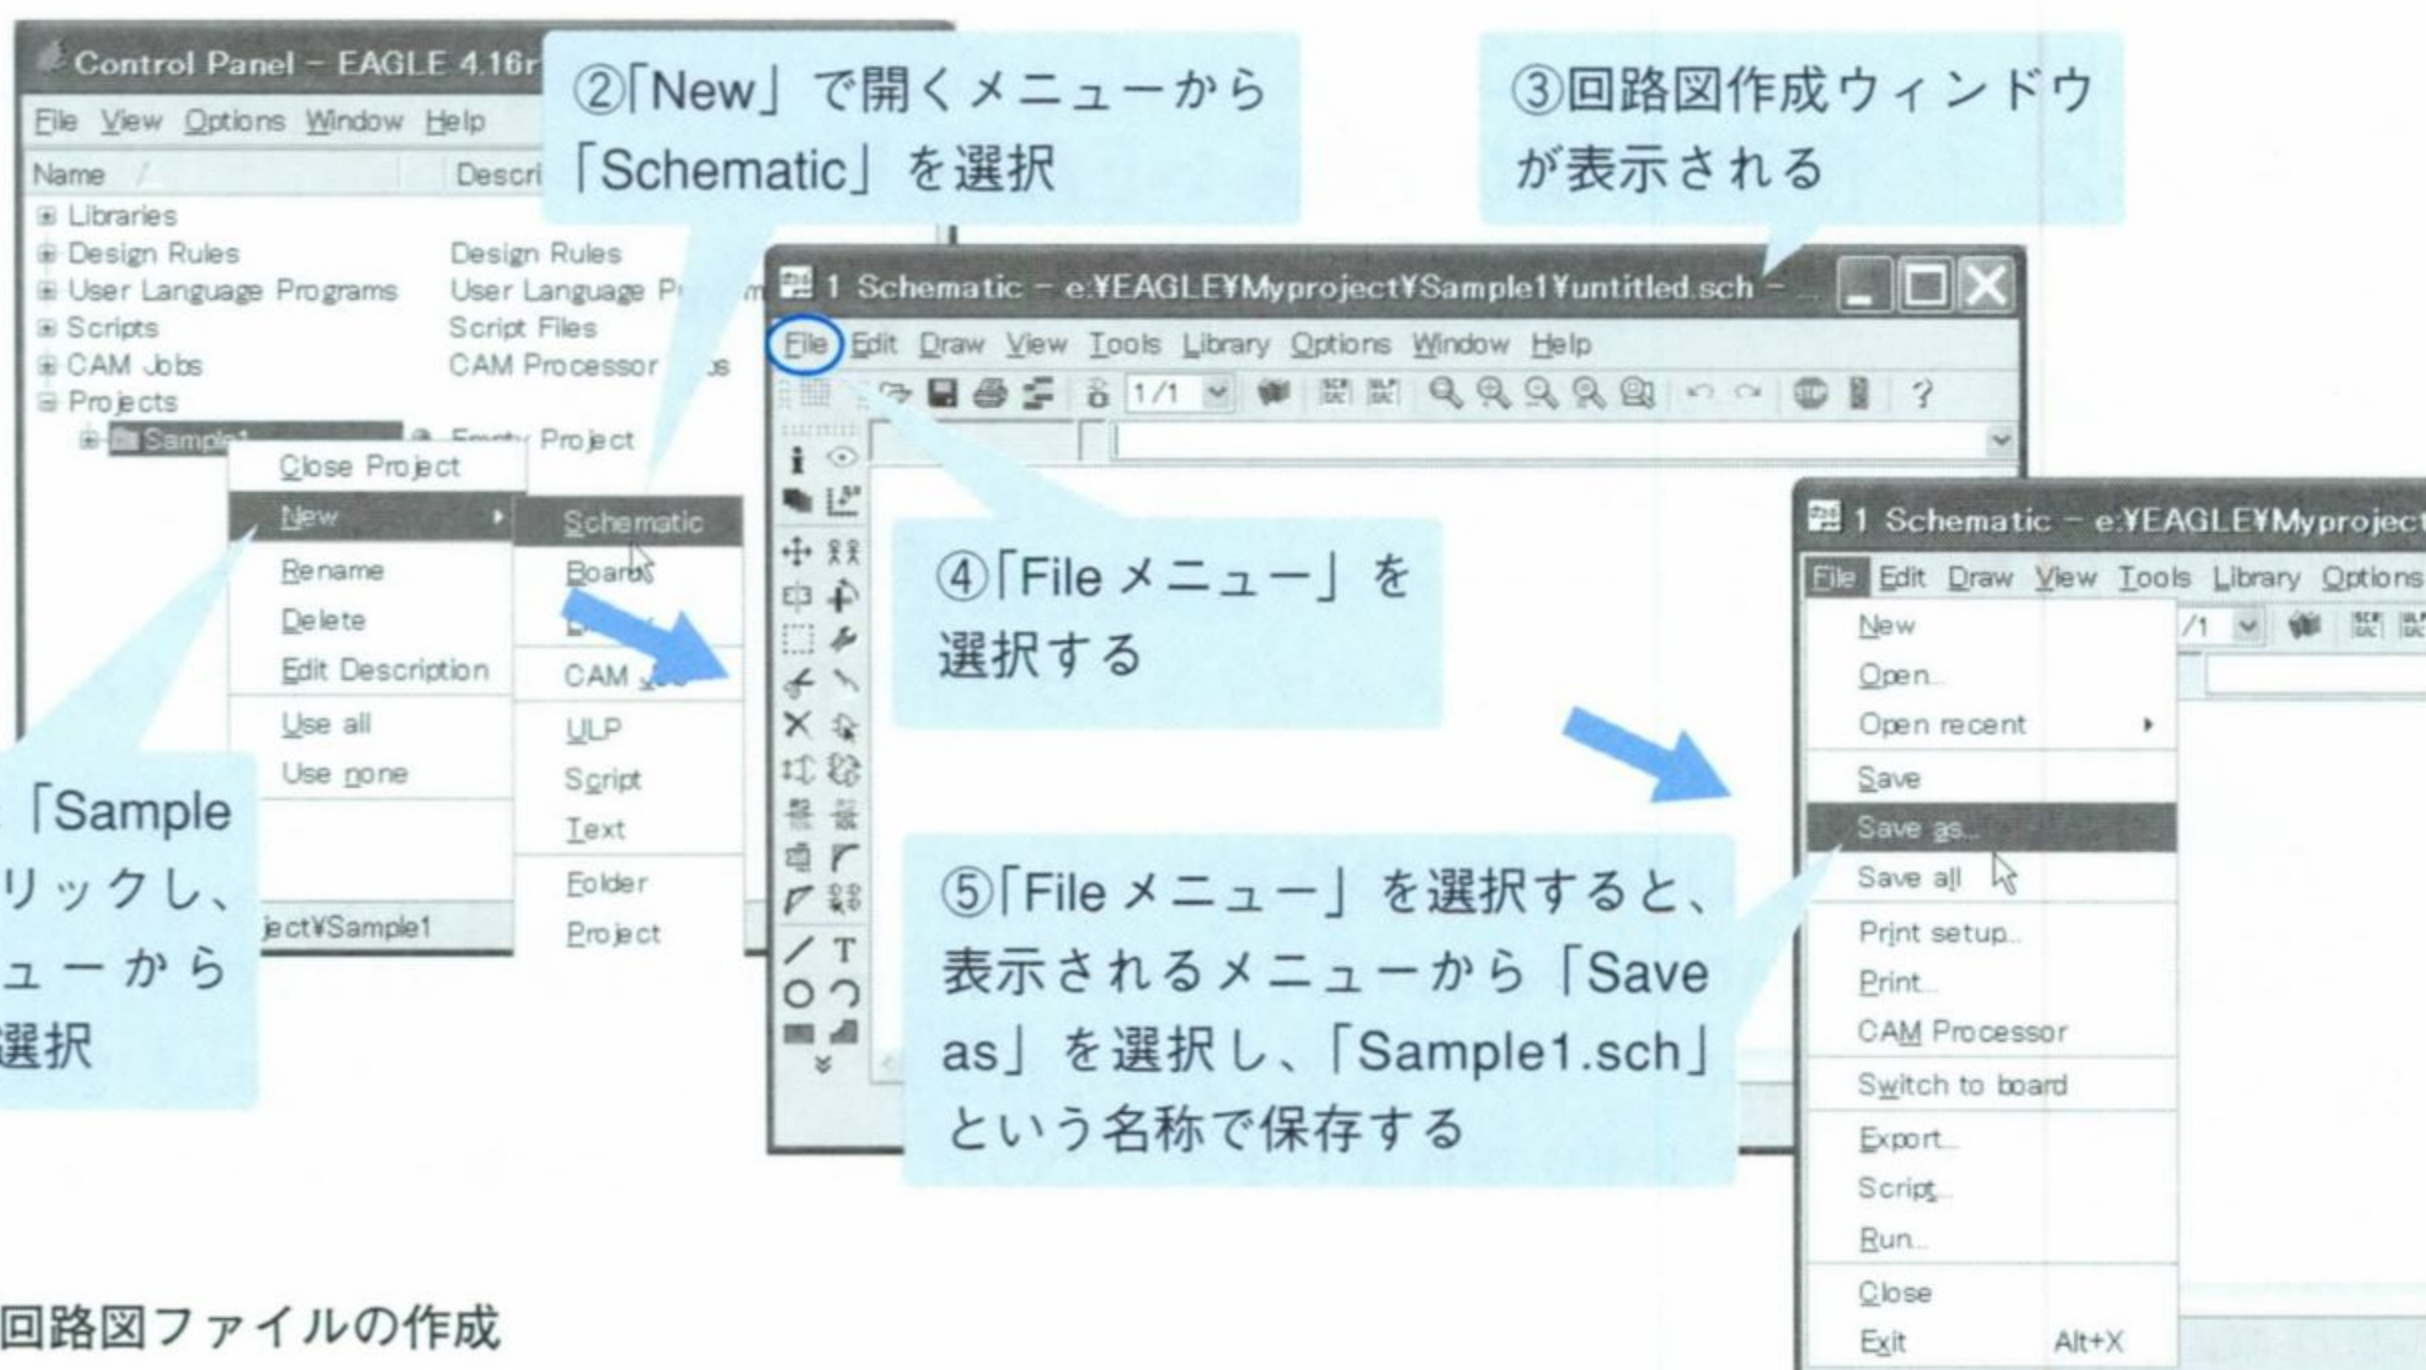 Control Panel - EAGLE 4.16r
File View Options Window Help
Name
Descri
Libraries
Design Rules Design Rules
User Language Programs User Language
Scripts Script Files
CAM Jobs CAM Processor
Projects
Sample1 Empty Project
Close Project
New
Rename
Delete
Edit Description
Use all
Use none
Schematic
Board
CAM
ULP
Script
Text
Folder
Project
ject¥Sample1
「Sample
リックし、
ューから
選択
②「New」で開くメニューから
「Schematic」を選択
③回路図作成ウィンドウ
が表示される
1 Schematic - e:¥EAGLE¥Myproject¥Sample1¥untitled.sch - ...
File Edit Draw View Tools Library Options Window Help
1/1
④「File メニュー」を
選択する
⑤「File メニュー」を選択すると、
表示されるメニューから「Save
as」を選択し、「Sample1.sch」
という名称で保存する
1 Schematic - e:¥EAGLE¥Myproject
File Edit Draw View Tools Library Options
/1
New
Open...
Open recent
Save
Save as...
Save all
Print setup...
Print...
CAM Processor
Switch to board
Export...
Script...
Run...
Close
Exit Alt+X
回路図ファイルの作成